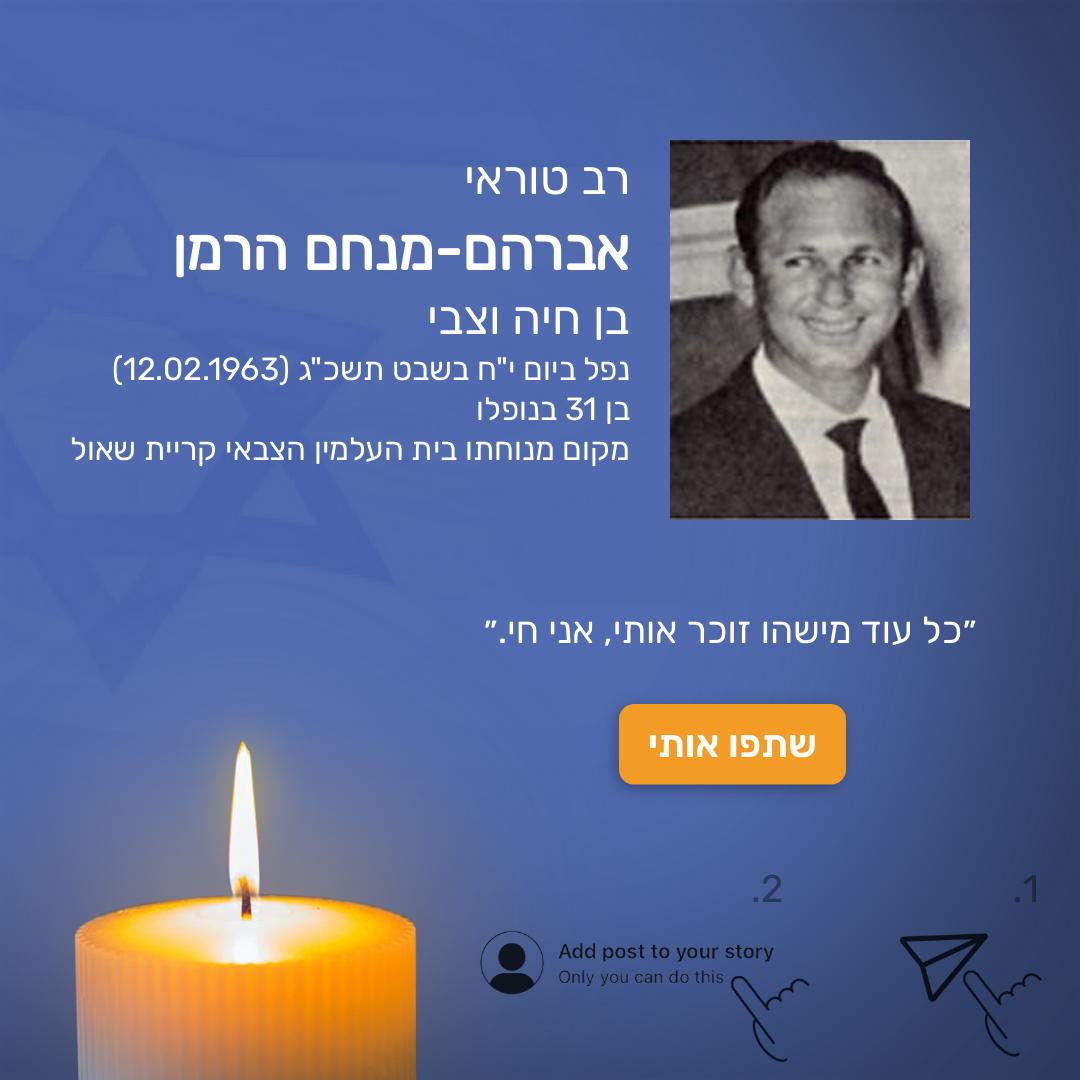 רב טוראי
אברהם-מנחם הרמן
בן חיה וצבי
נפל ביום י"ח בשבט תשכ"ג (12.02.1963)
בן 31 בנופלו
מקום מנוחתו בית העלמין הצבאי קריית שאול
״כל עוד מישהו זוכר אותי, אני חי.״
שתפו אותי
1.
2.
Add post to your story
Only you can do this